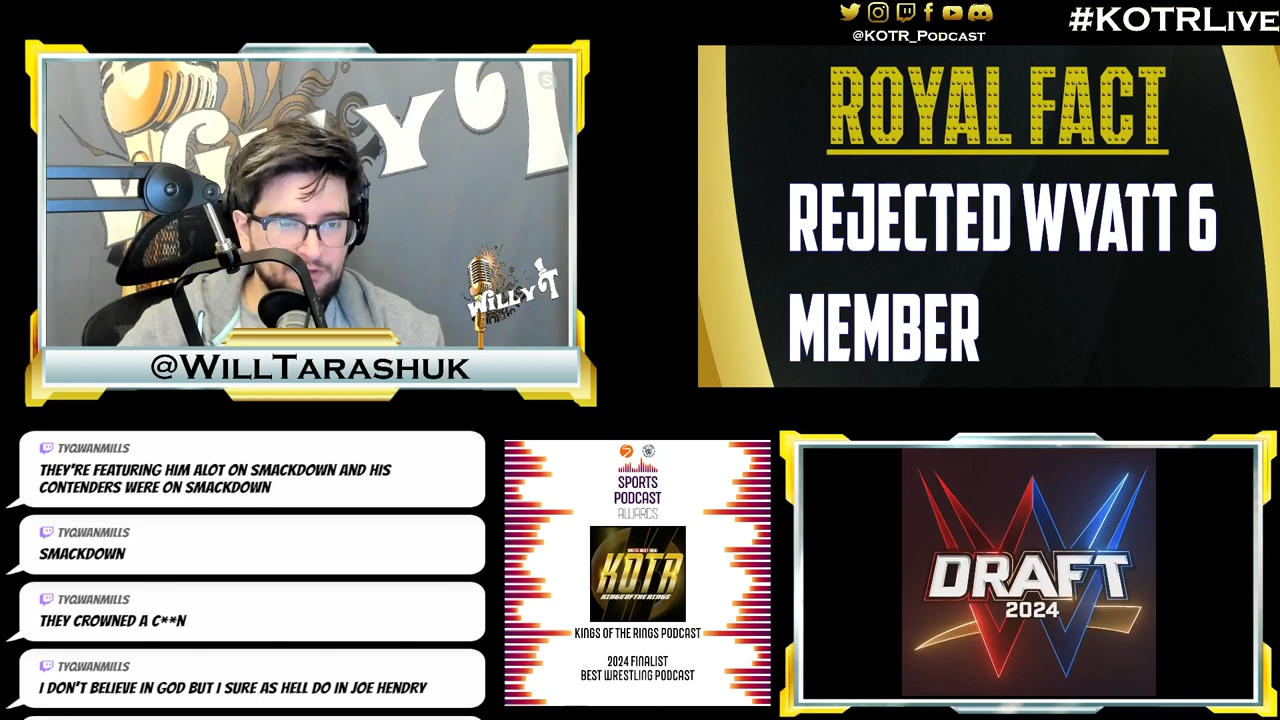 @KOTR_PODCAST
#KOTRLIVE
WILLY T
WILLY T
@WILLTARASHUK
ROYAL FACT
REJECTED WYATT 6
MEMBER
TYQWANMILLS
THEY'RE FEATURING HIM ALOT ON SMACKDOWN AND HIS
CONTENDERS WERE ON SMACKDOWN
TYQWANMILLS
SMACKDOWN
TYQWANMILLS
THEY CROWNED A C**N
TYQWANMILLS
I DON'T BELIEVE IN GOD BUT I SURE AS HELL DO IN JOE HENDRY
SPORTS
PODCAST
AWARDS
KOTR
KINGS OF THE RINGS
KINGS OF THE RINGS PODCAST
2024 FINALIST
BEST WRESTLING PODCAST
DRAFT
2024